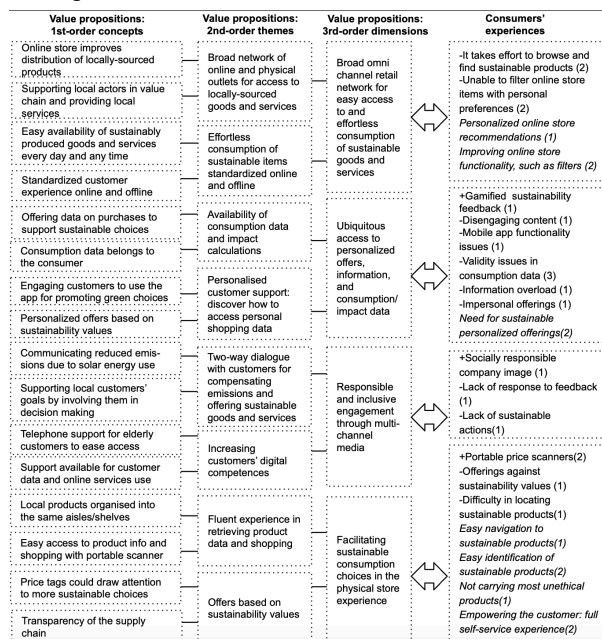 Value propositions:
1st-order concepts
Value propositions:
2nd-order themes
Value propositions:
3rd-order dimensions
Consumers'
experiences
Online store improves
distribution of locally-sourced
products
Supporting local actors in value
chain and providing local
services
Easy availability of sustainably
produced goods and services
every day and any time
Standardized customer
experience online and offline
Offering data on purchases to
support sustainable choices
Consumption data belongs to
the consumer
Engaging customers to use the
app for promoting green choices
Personalized offers based on
sustainability values
Communicating reduced emis-
sions due to solar energy use
Supporting local customers'
goals by involving them in
decision making
Telephone support for elderly
customers to ease access
Support available for customer
data and online services use
Local products organised into
the same aisles/shelves
Easy access to product info and
shopping with portable scanner
Price tags could draw attention
to more sustainable choices
Transparency of the supply
chain
Broad network of
online and physical
outlets for access to
locally-sourced
goods and services
Effortless
consumption of
sustainable items
standardized online
and offline
Availability of
consumption data
and impact
calculations
Personalised
customer support:
discover how to
access personal
shopping data
Two-way dialogue
with customers for
compensating
emissions and
offering sustainable
goods and services
Increasing
customers' digital
competences
Fluent experience in
retrieving product
data and shopping
Offers based on
sustainability values
Broad omni
channel retail
network for
easy access
to and
effortless
consumption
of sustainable
goods and
services
Ubiquitous
access to
personalized
offers,
information,
and
consumption/
impact data
Responsible
and inclusive
engagement
through multi-
channel
media
Facilitating
sustainable
consumption
choices in the
physical store
experience
-It takes effort to browse and
find sustainable products (2)
-Unable to filter online store
items with personal
preferences (2)
Personalized online store
recommendations (1)
Improving online store
functionality, such as filters (2)
+Gamified sustainability
feedback (1)
- Disengaging content (1)
-Mobile app functionality
issues (1)
-Validity issues in
consumption data (3)
-Information overload (1)
-Impersonal offerings (1)
Need for sustainable
personalized offerings(2)
+Socially responsible
company image (1)
-Lack of response to feedback
(1)
-Lack of sustainable
actions(1)
+Portable price scanners(2)
-Offerings against
sustainability values (1)
-Difficulty in locating
sustainable products(1)
Easy navigation to
sustainable products(1)
Easy identification of
sustainable products(2)
Not carrying most unethical
products(1)
Empowering the customer: full
self-service experience(2)